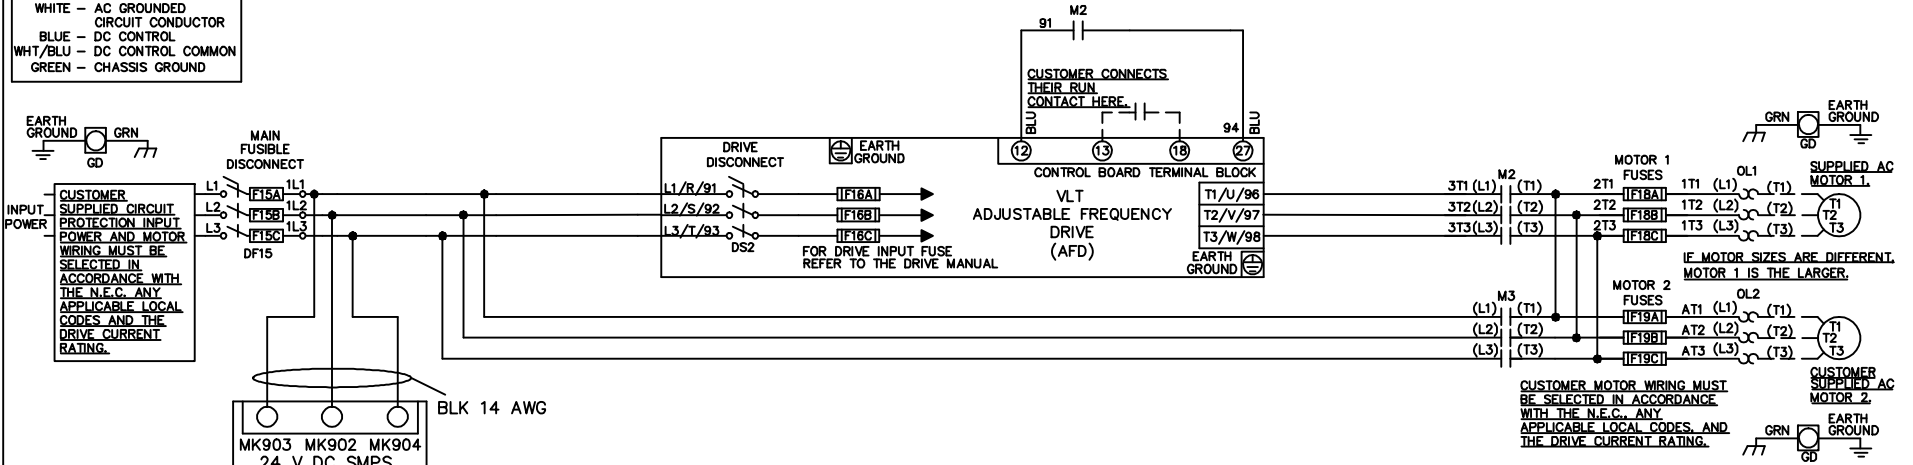 WHITE – AC GROUNDED
CIRCUIT CONDUCTOR
BLUE – DC CONTROL
WHT/BLU – DC CONTROL COMMON
GREEN – CHASSIS GROUND
EARTH
GROUND
GRN
GD
MAIN
FUSIBLE
DISCONNECT
INPUT
POWER
CUSTOMER
SUPPLIED CIRCUIT
PROTECTION INPUT
POWER AND MOTOR
WIRING MUST BE
SELECTED IN
ACCORDANCE WITH
THE N.E.C. ANY
APPLICABLE LOCAL
CODES AND THE
DRIVE CURRENT
RATING.
L1 F15A 1L1
L2 F15B 1L2
L3 F15C 1L3
DF15
BLK 14 AWG
MK903 MK902 MK904
24 V DC SMPS
DRIVE
DISCONNECT
EARTH
GROUND
L1/R/91
L2/S/92
L3/T/93
DS2
F16A
F16B
F16C
FOR DRIVE INPUT FUSE
REFER TO THE DRIVE MANUAL
M2
91
CUSTOMER CONNECTS
THEIR RUN
CONTACT HERE.
BLU
94 BLU
12 13 18 27
CONTROL BOARD TERMINAL BLOCK
VLT
ADJUSTABLE FREQUENCY
DRIVE
(AFD)
T1/U/96
T2/V/97
T3/W/98
EARTH
GROUND
M2
3T1 (L1) (T1)
3T2(L2) (T2)
3T3(L3) (T3)
M3
(L1) (T1)
(L2) (T2)
(L3) (T3)
MOTOR 1
FUSES
2T1 F18A 1T1 (L1) (T1)
2T2 F18B 1T2 (L2) (T2)
2T3 F18C 1T3 (L3) (T3)
OL1
GRN
GD
EARTH
GROUND
SUPPLIED AC
MOTOR 1.
T1
T2
T3
IF MOTOR SIZES ARE DIFFERENT,
MOTOR 1 IS THE LARGER.
MOTOR 2
FUSES
OL2
F19A AT1 (L1) (T1)
F19B AT2 (L2) (T2)
F19C AT3 (L3) (T3)
T1
T2
T3
CUSTOMER
SUPPLIED AC
MOTOR 2.
CUSTOMER MOTOR WIRING MUST
BE SELECTED IN ACCORDANCE
WITH THE N.E.C., ANY
APPLICABLE LOCAL CODES, AND
THE DRIVE CURRENT RATING.
GRN
GD
EARTH
GROUND